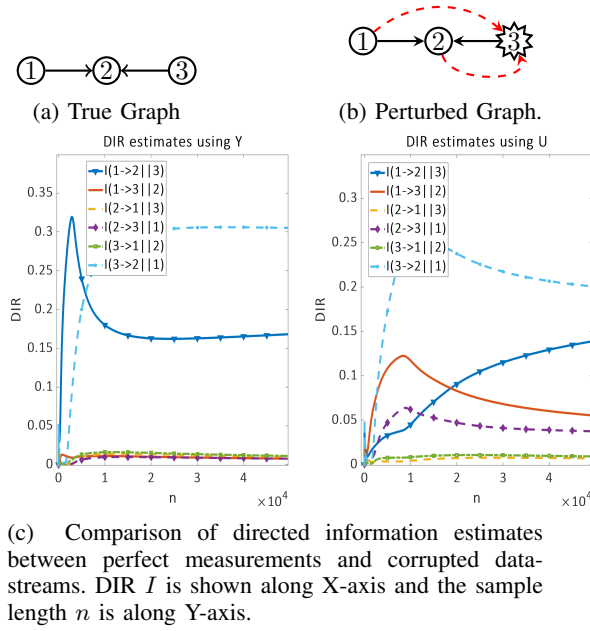 1 2 3
1 2 3
(a) True Graph
(b) Perturbed Graph.
DIR estimates using Y
I(1->2||3)
I(1->3||2)
I(2->1||3)
I(2->3||1)
I(3->1||2)
I(3->2||1)
0.35
0.3
0.25
0.2
0.15
0.1
0.05
0
DIR
0 1 2 3 4
n
×10⁴
DIR estimates using U
I(1->2||3)
I(1->3||2)
I(2->1||3)
I(2->3||1)
I(3->1||2)
I(3->2||1)
0.3
0.25
0.2
0.15
0.1
0.05
0
DIR
0 1 2 3 4
n
×10⁴
(c) Comparison of directed information estimates
between perfect measurements and corrupted data-
streams. DIR I is shown along X-axis and the sample
length n is along Y-axis.